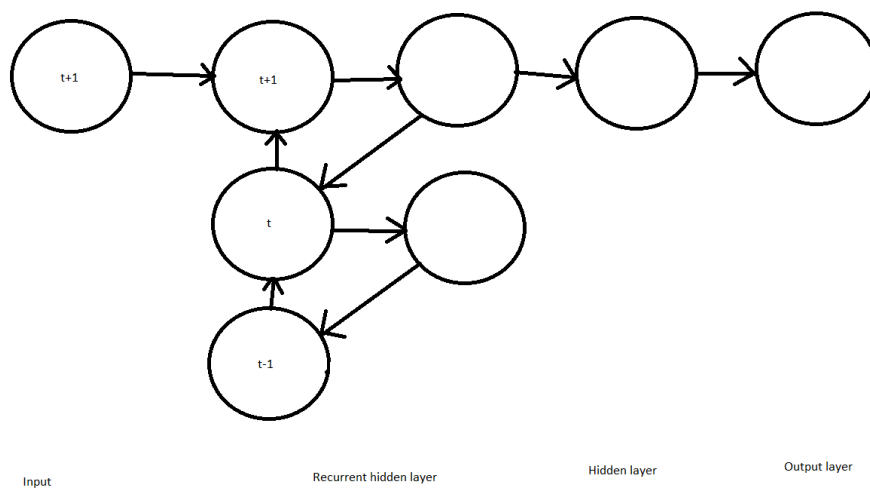 t+1
t+1
t
t-1
Input
Recurrent hidden layer
Hidden layer
Output layer